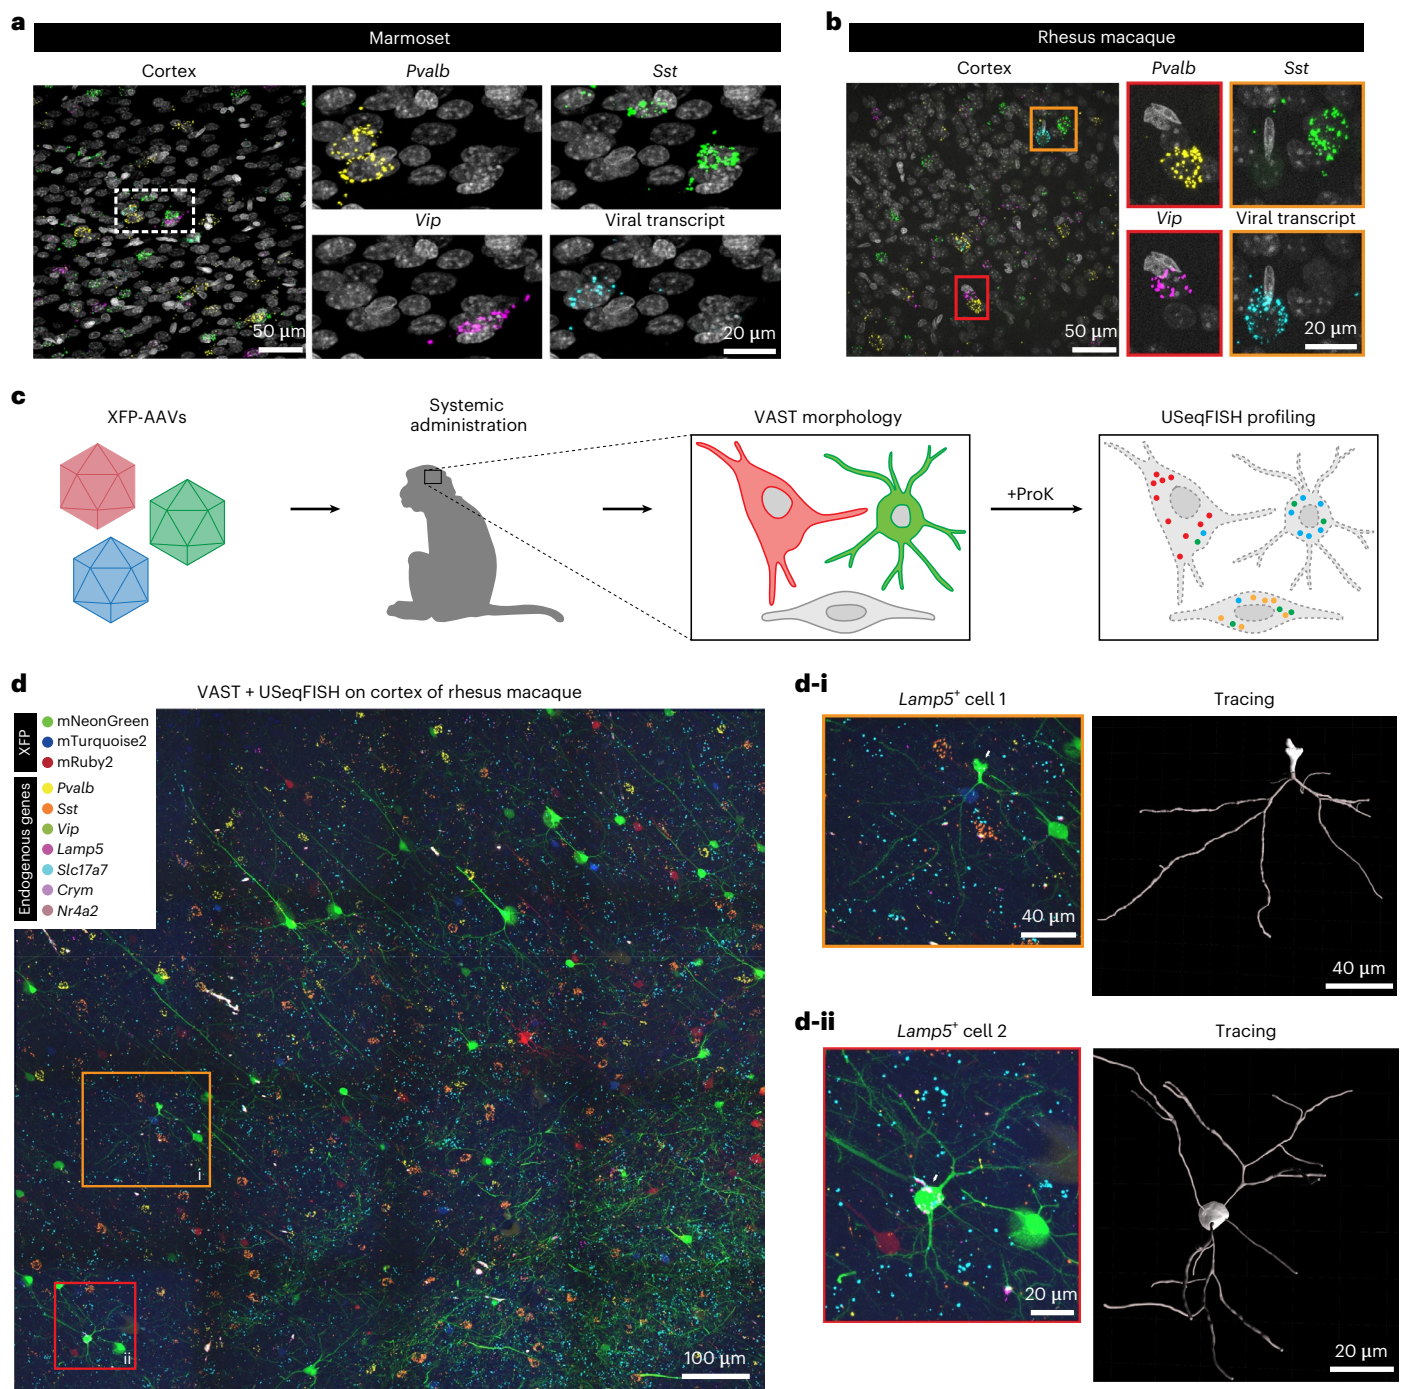 a
Marmoset
Cortex
Pvalb
Sst
Vip
Viral transcript
50 µm
20 µm
b
Rhesus macaque
Cortex
Pvalb
Sst
Vip
Viral transcript
50 µm
20 µm
c
XFP-AAVs
Systemic
administration
VAST morphology
+ProK
USeqFISH profiling
d
VAST + USeqFISH on cortex of rhesus macaque
XFP
mNeonGreen
mTurquoise2
mRuby2
Endogenous genes
Pvalb
Sst
Vip
Lamp5
Slc17a7
Crym
Nr4a2
i
ii
100 µm
d-i
Lamp5+ cell 1
Tracing
40 µm
40 µm
d-ii
Lamp5+ cell 2
Tracing
20 µm
20 µm